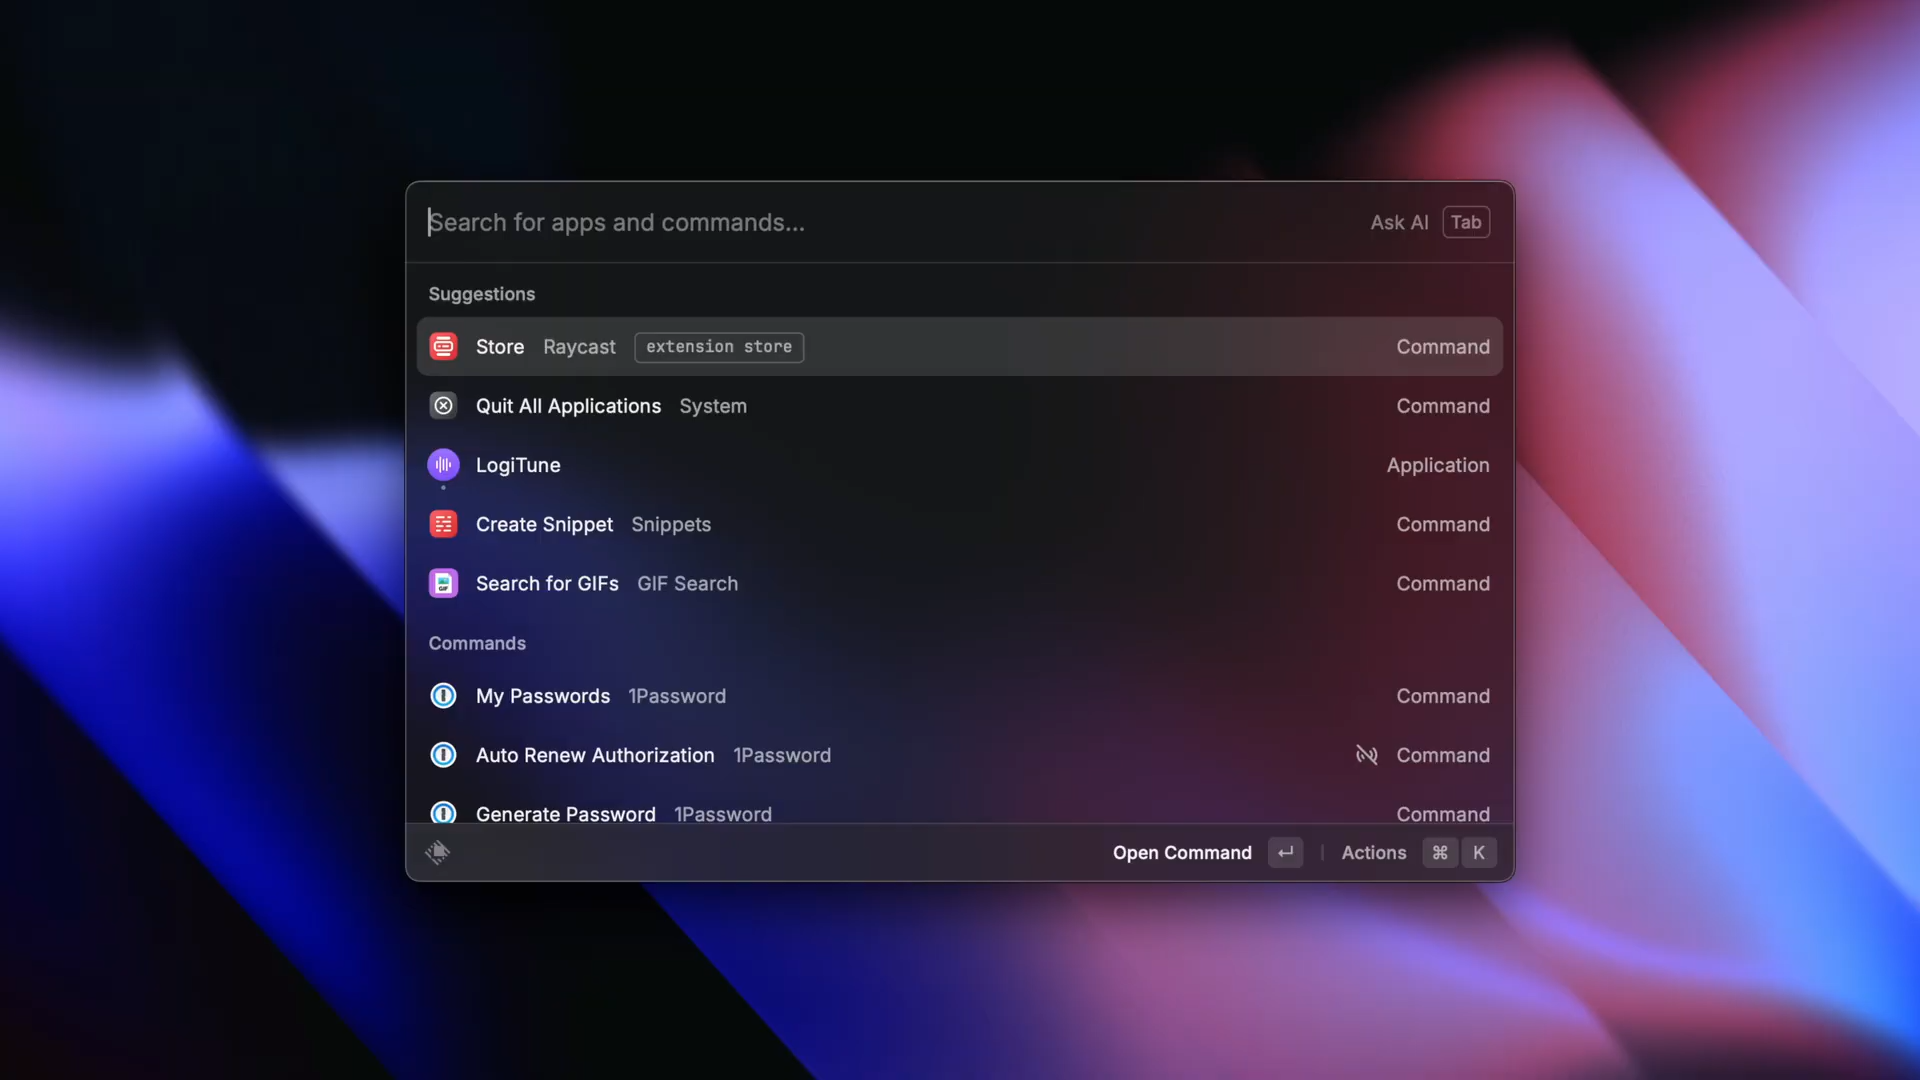 Search for apps and commands...
Ask AI Tab
Suggestions
Store Raycast extension store Command
Quit All Applications System Command
LogiTune Application
Create Snippet Snippets Command
Search for GIFs GIF Search Command
Commands
My Passwords 1Password Command
Auto Renew Authorization 1Password Command
Generate Password 1Password Command
Open Command ↵ | Actions ⌘ K